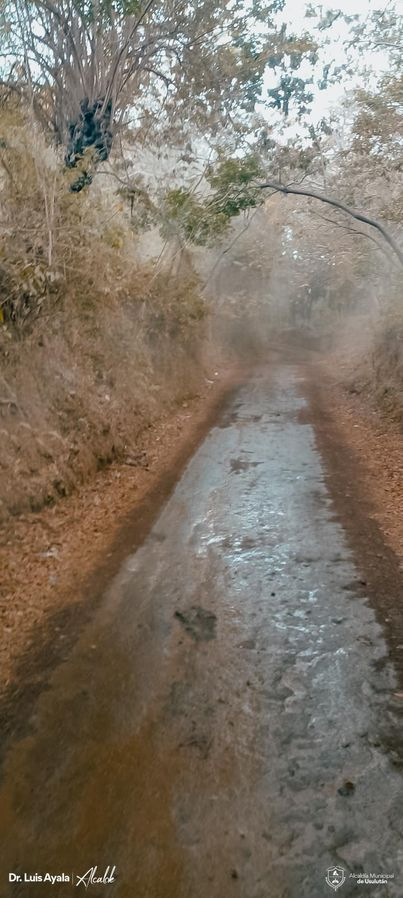 Dr. Luis Ayala | Alcalde
Alcaldía Municipal
de Usulután